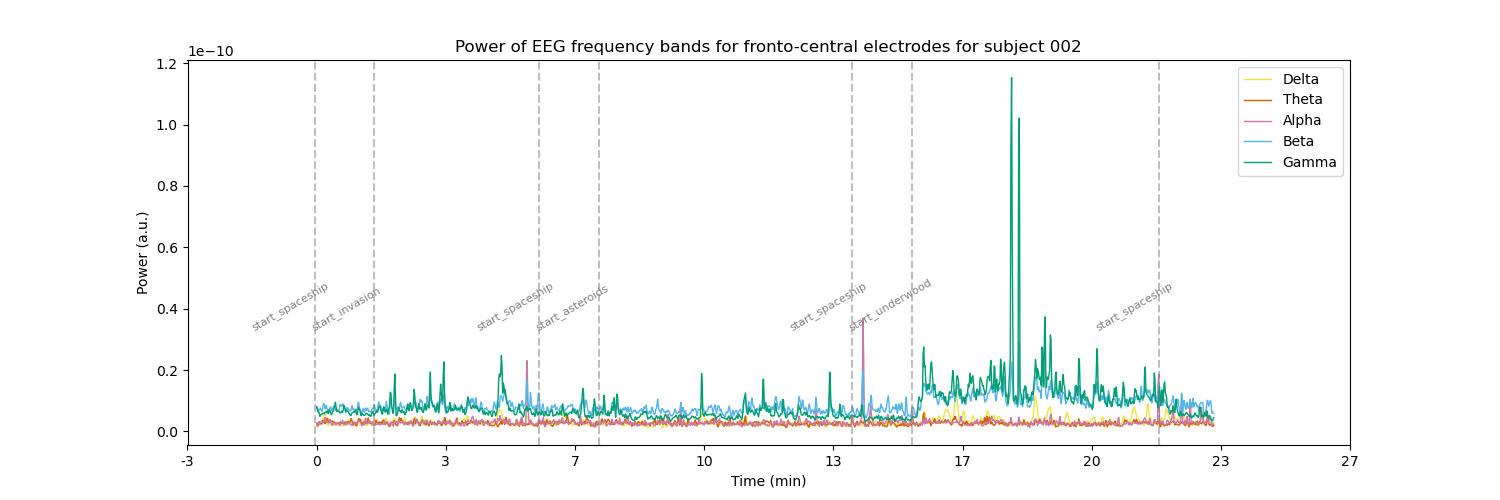 Power of EEG frequency bands for fronto-central electrodes for subject 002
1e−10
1.2
1.0
0.8
0.6
0.4
0.2
0.0
Power (a.u.)
start_spaceship
start_invasion
start_spaceship
start_asteroids
start_spaceship
start_underwood
start_spaceship
Delta
Theta
Alpha
Beta
Gamma
-3 0 3 7 10 13 17 20 23 27
Time (min)